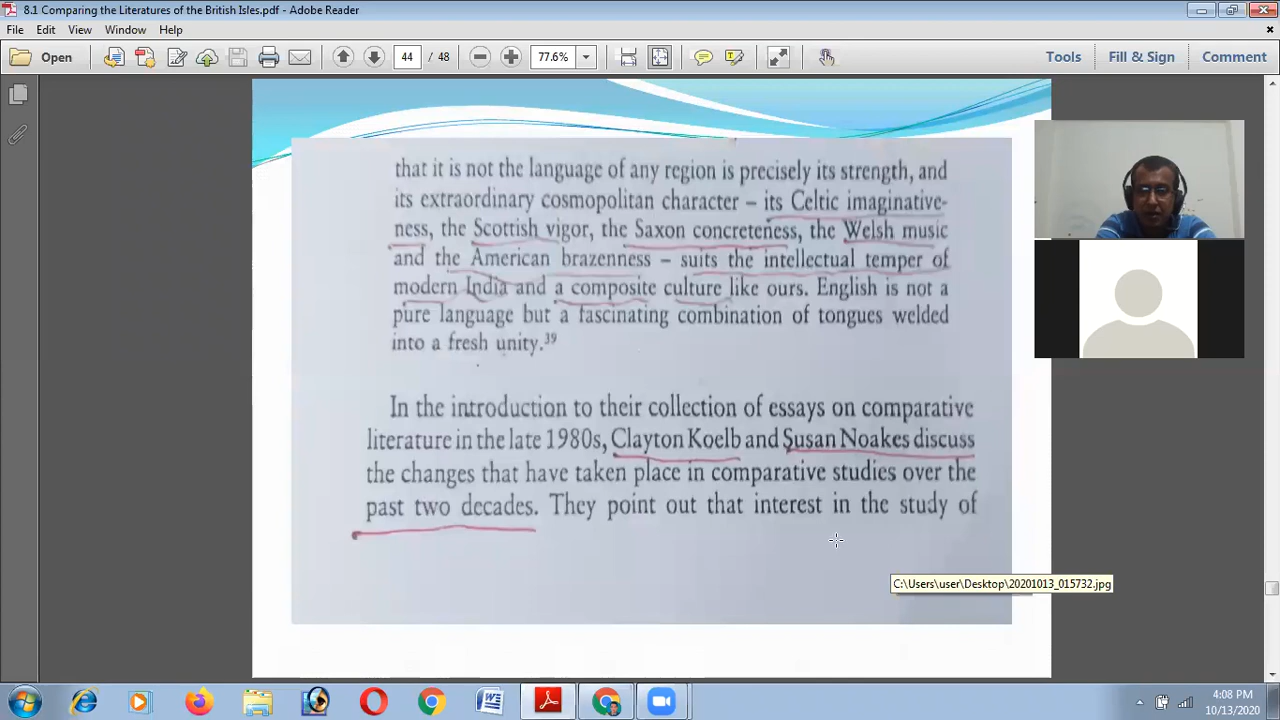 8.1 Comparing the Literatures of the British Isles.pdf - Adobe Reader
File Edit View Window Help
Open 44 / 48 77.6% Tools Fill & Sign Comment
that it is not the language of any region is precisely its strength, and
its extraordinary cosmopolitan character – its Celtic imaginative-
ness, the Scottish vigor, the Saxon concreteness, the Welsh music
and the American brazenness – suits the intellectual temper of
modern India and a composite culture like ours. English is not a
pure language but a fascinating combination of tongues welded
into a fresh unity.³⁹
In the introduction to their collection of essays on comparative
literature in the late 1980s, Clayton Koelb and Susan Noakes discuss
the changes that have taken place in comparative studies over the
past two decades. They point out that interest in the study of
C:\Users\user\Desktop\20201013_015732.jpg
4:08 PM
10/13/2020